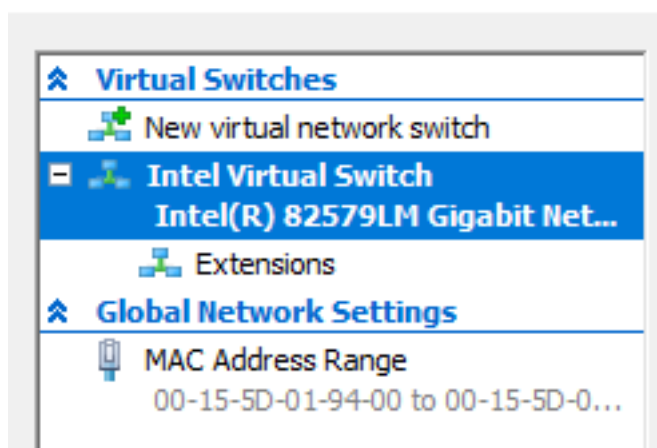 Virtual Switches
New virtual network switch
Intel Virtual Switch
Intel(R) 82579LM Gigabit Net...
Extensions
Global Network Settings
MAC Address Range
00-15-5D-01-94-00 to 00-15-5D-0...